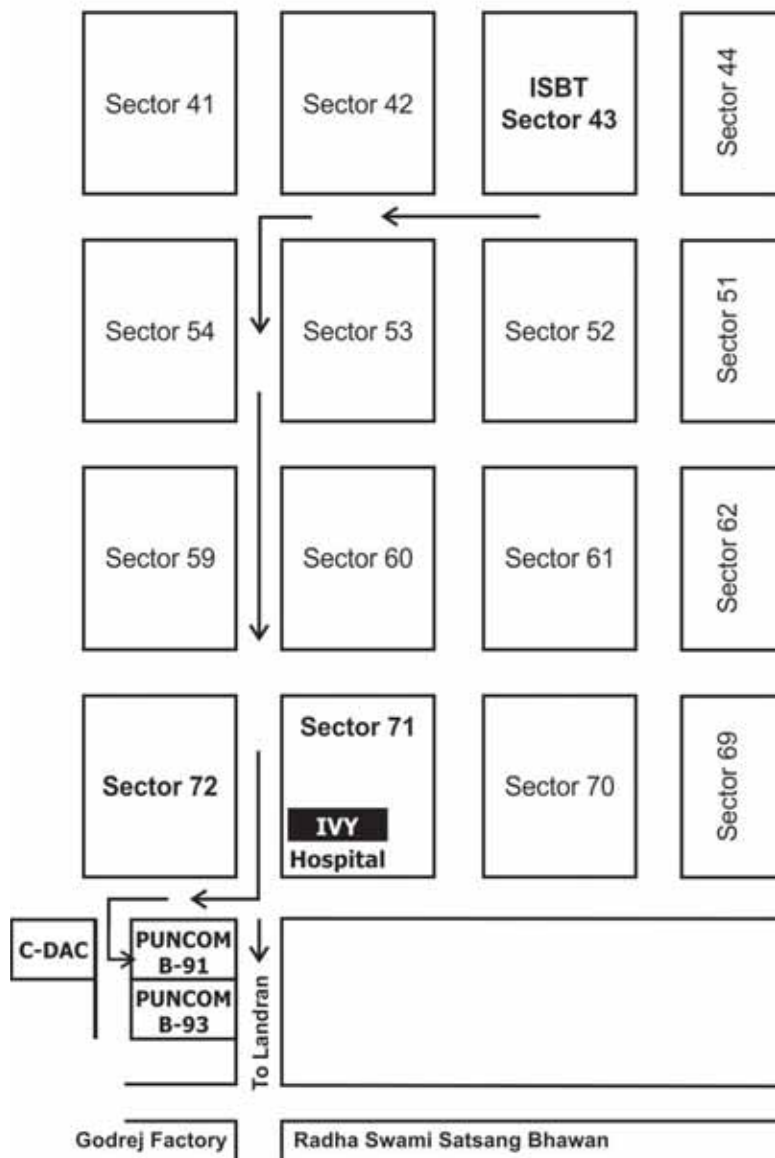 Sector 41
Sector 42
ISBT
Sector 43
Sector 44
Sector 54
Sector 53
Sector 52
Sector 51
Sector 59
Sector 60
Sector 61
Sector 62
Sector 72
Sector 71
IVY
Hospital
Sector 70
Sector 69
C-DAC
PUNCOM
B-91
PUNCOM
B-93
To Landran
Godrej Factory
Radha Swami Satsang Bhawan